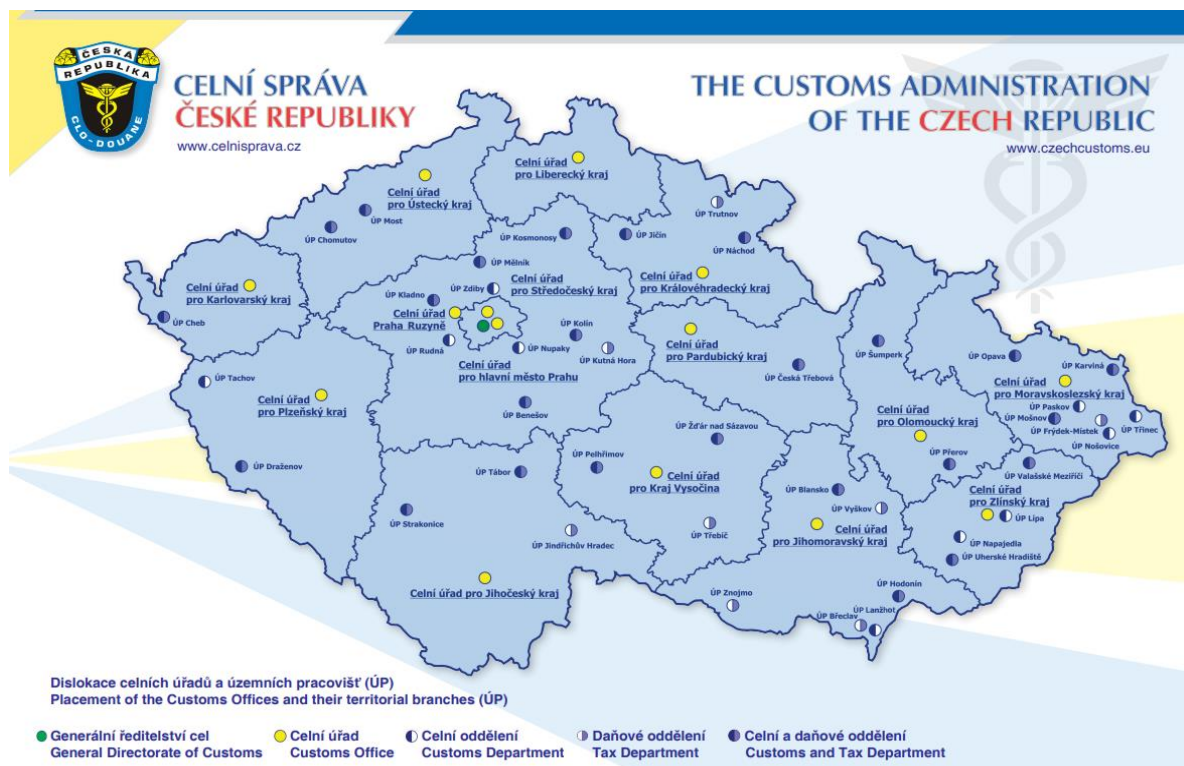 ČESKÁ
REPUBLIKA
CLO-DOUANE
CELNÍ SPRÁVA
ČESKÉ REPUBLIKY
www.celnisprava.cz
THE CUSTOMS ADMINISTRATION
OF THE CZECH REPUBLIC
www.czechcustoms.eu
Celní úřad
pro Liberecký kraj
Celní úřad
pro Ústecký kraj
ÚP Most
ÚP Chomutov
ÚP Trutnov
ÚP Kosmonosy
ÚP Jičín
ÚP Náchod
ÚP Mělník
Celní úřad
pro Královéhradecký kraj
Celní úřad
pro Karlovarský kraj
ÚP Zdiby
Celní úřad
pro Středočeský kraj
ÚP Kladno
ÚP Cheb
Celní úřad
Praha Ruzyně
ÚP Kolín
ÚP Rudná
ÚP Nupaky
ÚP Kutná Hora
Celní úřad
pro Pardubický kraj
ÚP Šumperk
ÚP Opava
ÚP Karviná
Celní úřad
pro hlavní město Prahu
ÚP Česká Třebová
ÚP Tachov
Celní úřad
pro Plzeňský kraj
Celní úřad
pro Moravskoslezský kraj
ÚP Paskov
ÚP Mošnov
ÚP Frýdek-Místek
ÚP Třinec
ÚP Nošovice
ÚP Benešov
Celní úřad
pro Olomoucký kraj
ÚP Žďár nad Sázavou
ÚP Pelhřimov
ÚP Přerov
ÚP Valašské Meziříčí
ÚP Draženov
ÚP Tábor
Celní úřad
pro Kraj Vysočina
ÚP Blansko
Celní úřad
pro Zlínský kraj
ÚP Lípa
ÚP Strakonice
ÚP Vyškov
ÚP Jindřichův Hradec
ÚP Třebíč
Celní úřad
pro Jihomoravský kraj
ÚP Napajedla
ÚP Uherské Hradiště
Celní úřad pro Jihočeský kraj
ÚP Hodonín
ÚP Znojmo
ÚP Lanžhot
ÚP Břeclav
Dislokace celních úřadů a územních pracovišť (ÚP)
Placement of the Customs Offices and their territorial branches (ÚP)
Generální ředitelství cel
General Directorate of Customs
Celní úřad
Customs Office
Celní oddělení
Customs Department
Daňové oddělení
Tax Department
Celní a daňové oddělení
Customs and Tax Department